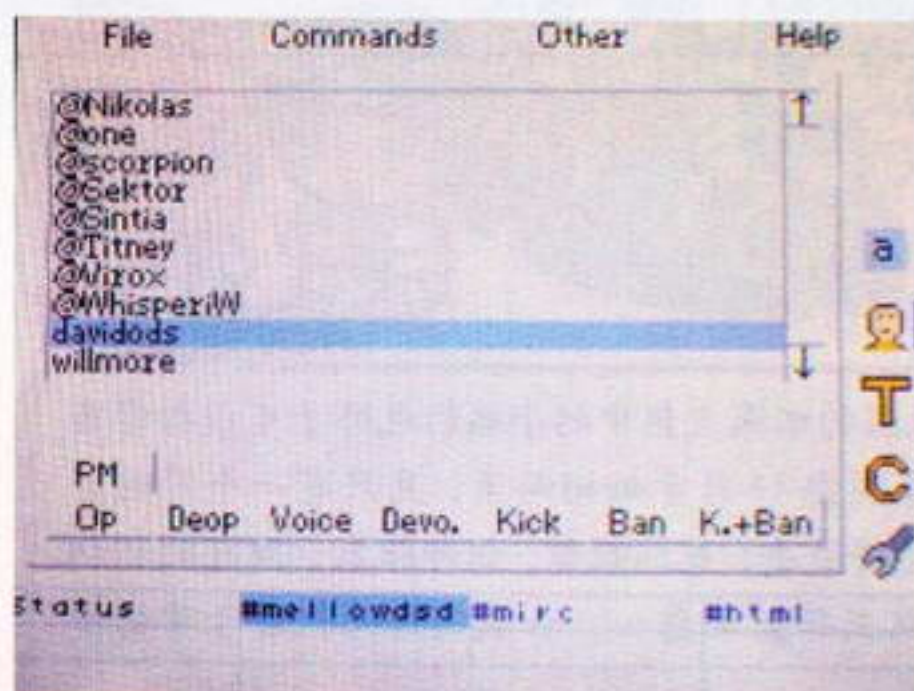 File Commands Other Help
@Nikolas
@one
@scorpion
@Sektor
@Sintia
@Titney
@Virox
@WhisperiW
davidods
willmore
a
T
C
PM
Op Deop Voice Devo. Kick Ban K.+Ban
Status #mellowdsd #mirc #html